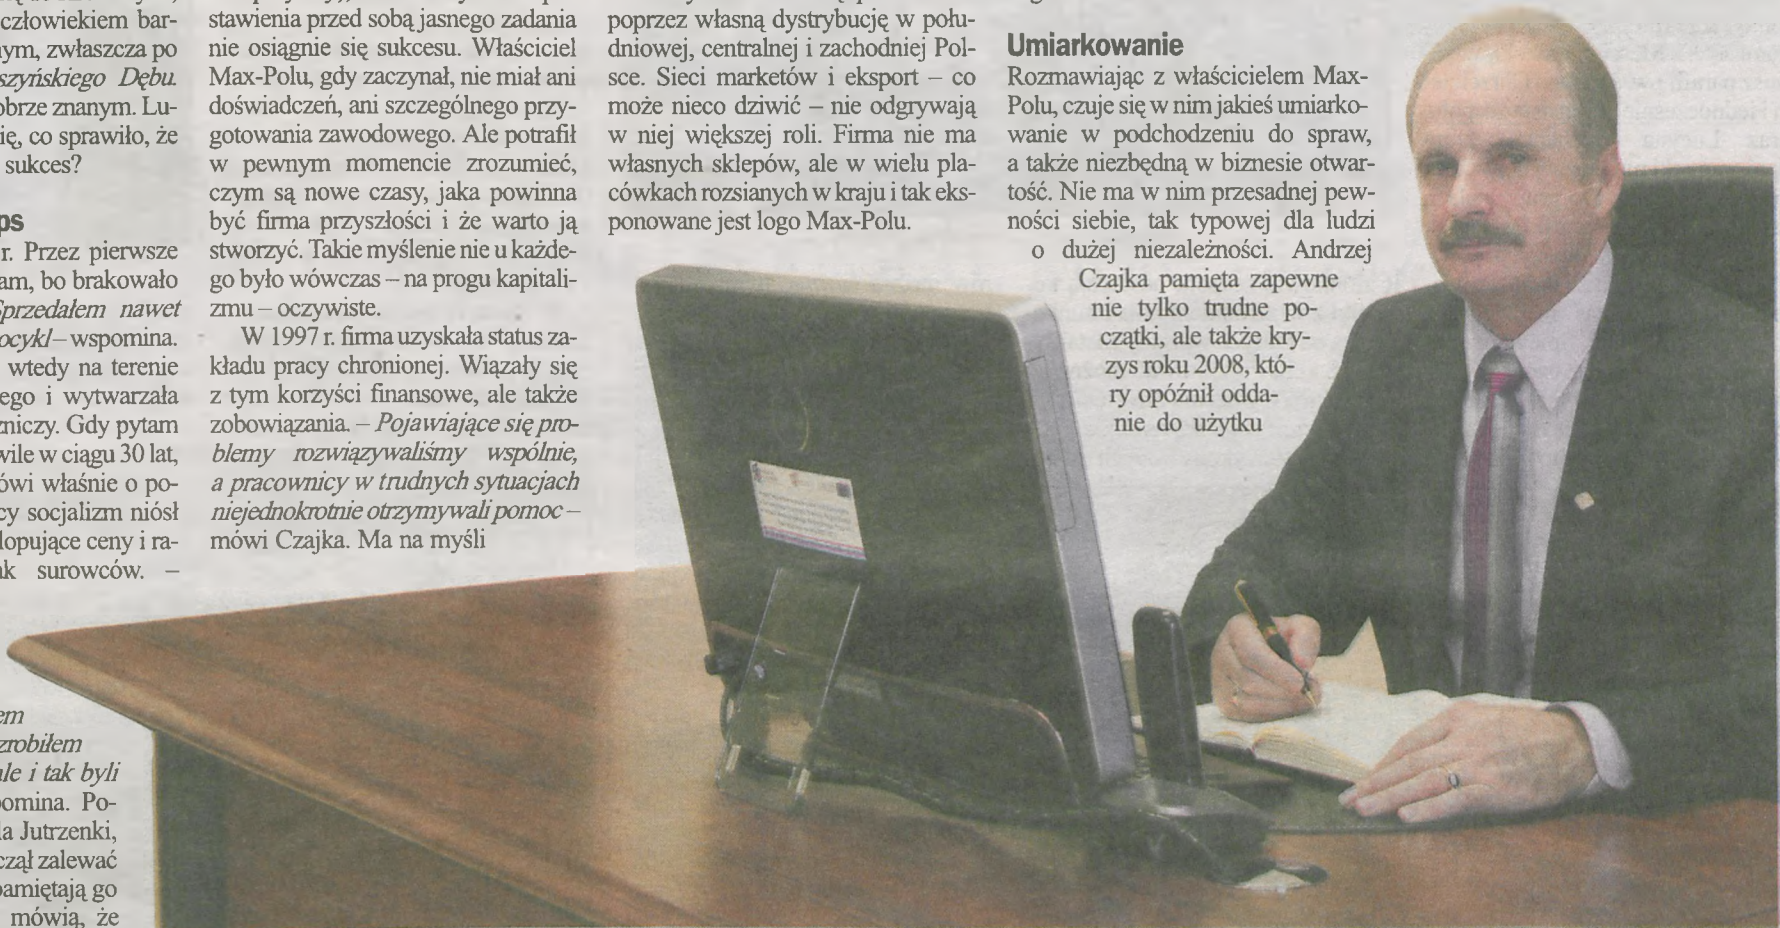 człowiekiem bar-
nym, zwłaszcza po
szyńskiego Dębu.
obrze znanym. Lu-
ię, co sprawiło, że
sukces?
ps
r. Przez pierwsze
am, bo brakowało
Sprzedałem nawet
ocykl – wspomina.
wtedy na terenie
ego i wytwarzała
zniczy. Gdy pytam
wile w ciągu 30 lat,
ówi właśnie o po-
cy socjalizm niósł
lopujące ceny i ra-
ak surowców. –
em
zrobiłem
ale i tak byli
pomina. Po-
la Jutrzenki,
czął zalewać
pamiętają go
mówią, że
stawienia przed sobą jasnego zadania
nie osiągnie się sukcesu. Właściciel
Max-Polu, gdy zaczynał, nie miał ani
doświadczeń, ani szczególnego przy-
gotowania zawodowego. Ale potrafił
w pewnym momencie zrozumieć,
czym są nowe czasy, jaka powinna
być firma przyszłości i że warto ją
stworzyć. Takie myślenie nie u każde-
go było wówczas – na progu kapitali-
zmu – oczywiste.
W 1997 r. firma uzyskała status za-
kładu pracy chronionej. Wiązały się
z tym korzyści finansowe, ale także
zobowiązania. – Pojawiające się pro-
blemy rozwiązywaliśmy wspólnie,
a pracownicy w trudnych sytuacjach
niejednokrotnie otrzymywali pomoc –
mówi Czajka. Ma na myśli
poprzez własną dystrybucję w połu-
dniowej, centralnej i zachodniej Pol-
sce. Sieci marketów i eksport – co
może nieco dziwić – nie odgrywają
w niej większej roli. Firma nie ma
własnych sklepów, ale w wielu pla-
cówkach rozsianych w kraju i tak eks-
ponowane jest logo Max-Polu.
Umiarkowanie
Rozmawiając z właścicielem Max-
Polu, czuje się w nim jakieś umiarko-
wanie w podchodzeniu do spraw,
a także niezbędną w biznesie otwar-
tość. Nie ma w nim przesadnej pew-
ności siebie, tak typowej dla ludzi
o dużej niezależności. Andrzej
Czajka pamięta zapewne
nie tylko trudne po-
czątki, ale także kry-
zys roku 2008, któ-
ry opóźnił odda-
nie do użytku